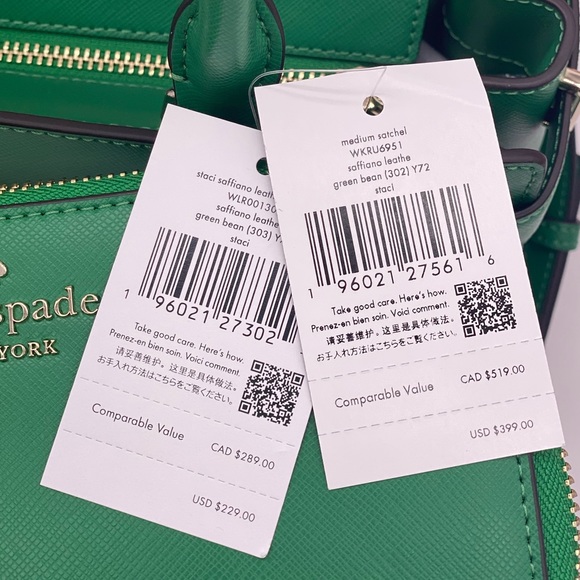 spade
YORK
staci saffiano leathe
WLR00130
saffiano leathe
green bean (303) Y7
staci
1 96021 27302
Take good care. Here's how.
Prenez-en bien soin. Voici comment.
请妥善维护。这里是具体做法。
お手入れ方法はこちらをご覧ください。
Comparable Value
CAD $289.00
USD $229.00
medium satchel
WKRU6951
saffiano leathe
green bean (302) Y72
staci
1 96021 27561 6
Take good care. Here's how.
Prenez-en bien soin. Voici comment.
请妥善维护。这里是具体做法。
お手入れ方法はこちらをご覧ください。
Comparable Value
CAD $519.00
USD $399.00